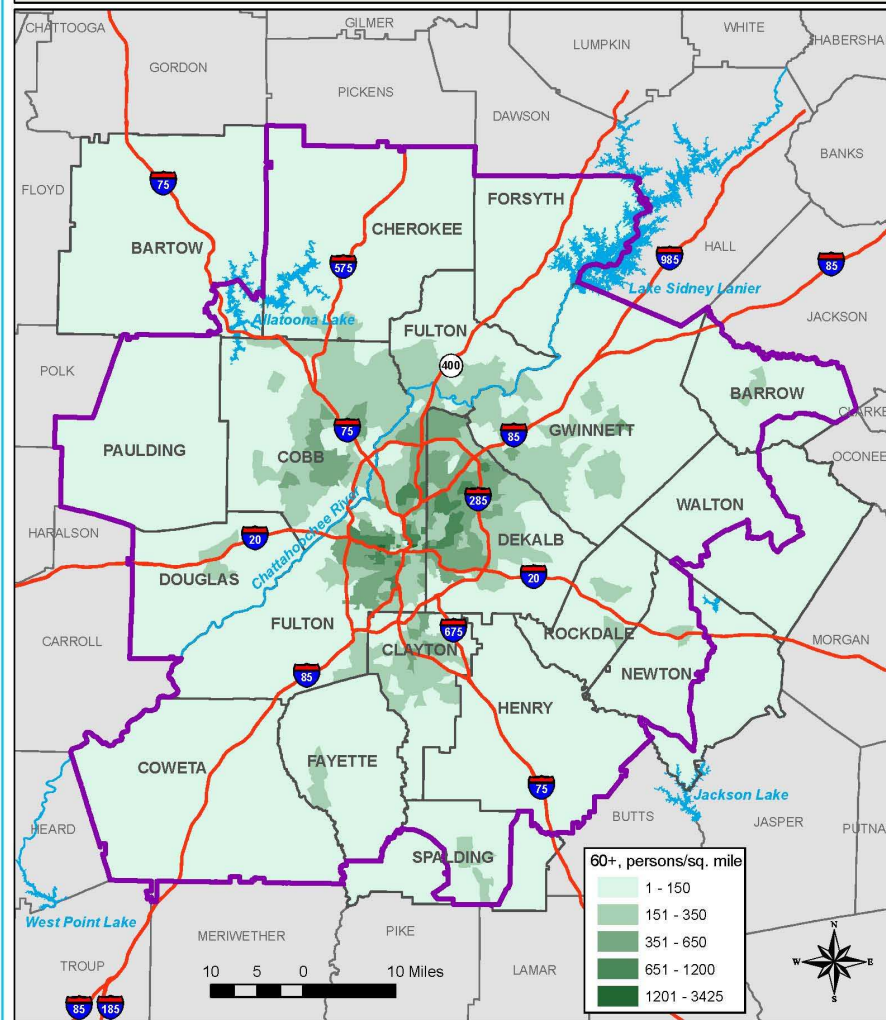 CHATTOOGA
GILMER
WHITE
HABERSHA
LUMPKIN
GORDON
PICKENS
DAWSON
BANKS
FLOYD
75
FORSYTH
CHEROKEE
BARTOW
HALL
575
985
85
Lake Sidney Lanier
JACKSON
Allatoona Lake
FULTON
400
POLK
BARROW
CLARKE
75
85
GWINNETT
PAULDING
COBB
OCONEE
285
WALTON
HARALSON
Chattahoochee River
20
DEKALB
DOUGLAS
20
FULTON
675
ROCKDALE
CARROLL
MORGAN
CLAYTON
85
NEWTON
HENRY
COWETA
FAYETTE
75
Jackson Lake
HEARD
BUTTS
JASPER
PUTNA
SPALDING
60+, persons/sq. mile
1 - 150
151 - 350
351 - 650
651 - 1200
1201 - 3425
West Point Lake
MERIWETHER
PIKE
LAMAR
TROUP
10 5 0 10 Miles
N
W E
S
85
185